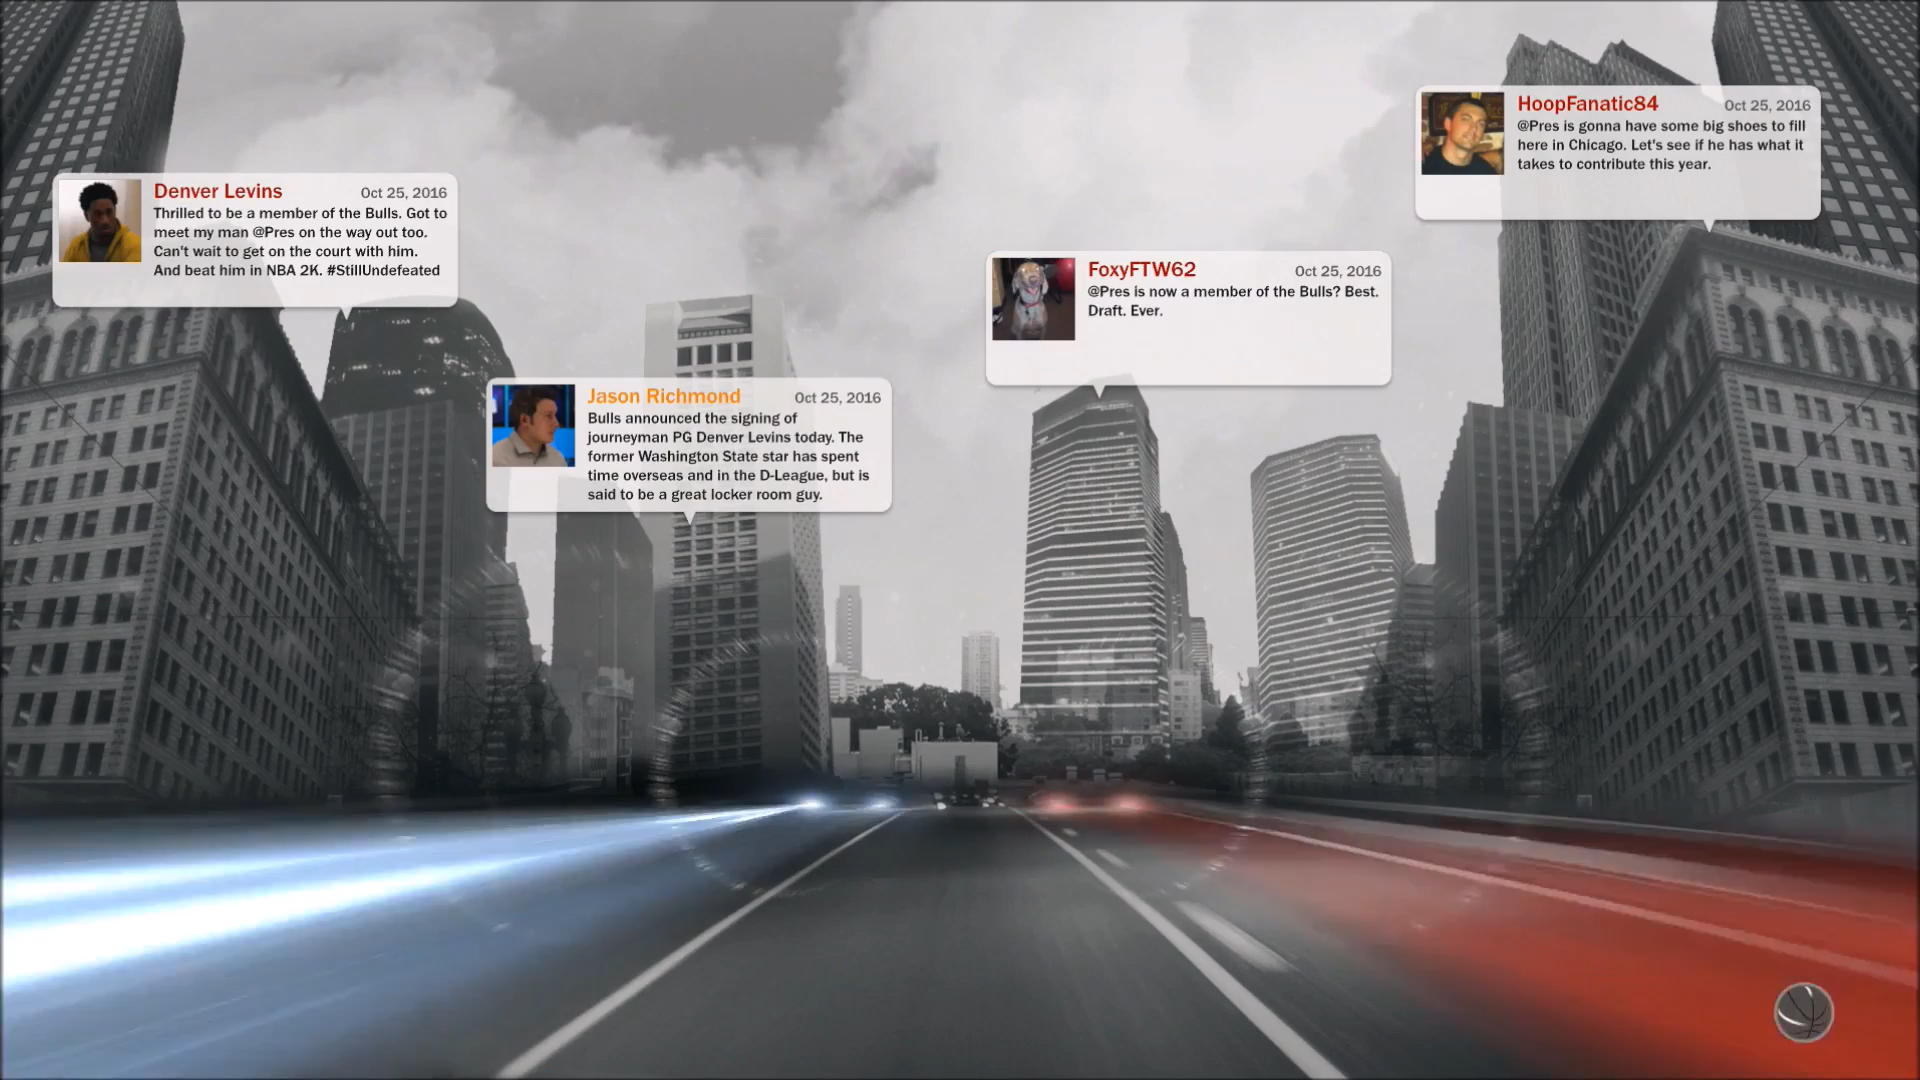 Denver Levins Oct 25, 2016
Thrilled to be a member of the Bulls. Got to
meet my man @Pres on the way out too.
Can't wait to get on the court with him.
And beat him in NBA 2K. #StillUndefeated
Jason Richmond Oct 25, 2016
Bulls announced the signing of
journeyman PG Denver Levins today. The
former Washington State star has spent
time overseas and in the D-League, but is
said to be a great locker room guy.
FoxyFTW62 Oct 25, 2016
@Pres is now a member of the Bulls? Best.
Draft. Ever.
HoopFanatic84 Oct 25, 2016
@Pres is gonna have some big shoes to fill
here in Chicago. Let's see if he has what it
takes to contribute this year.